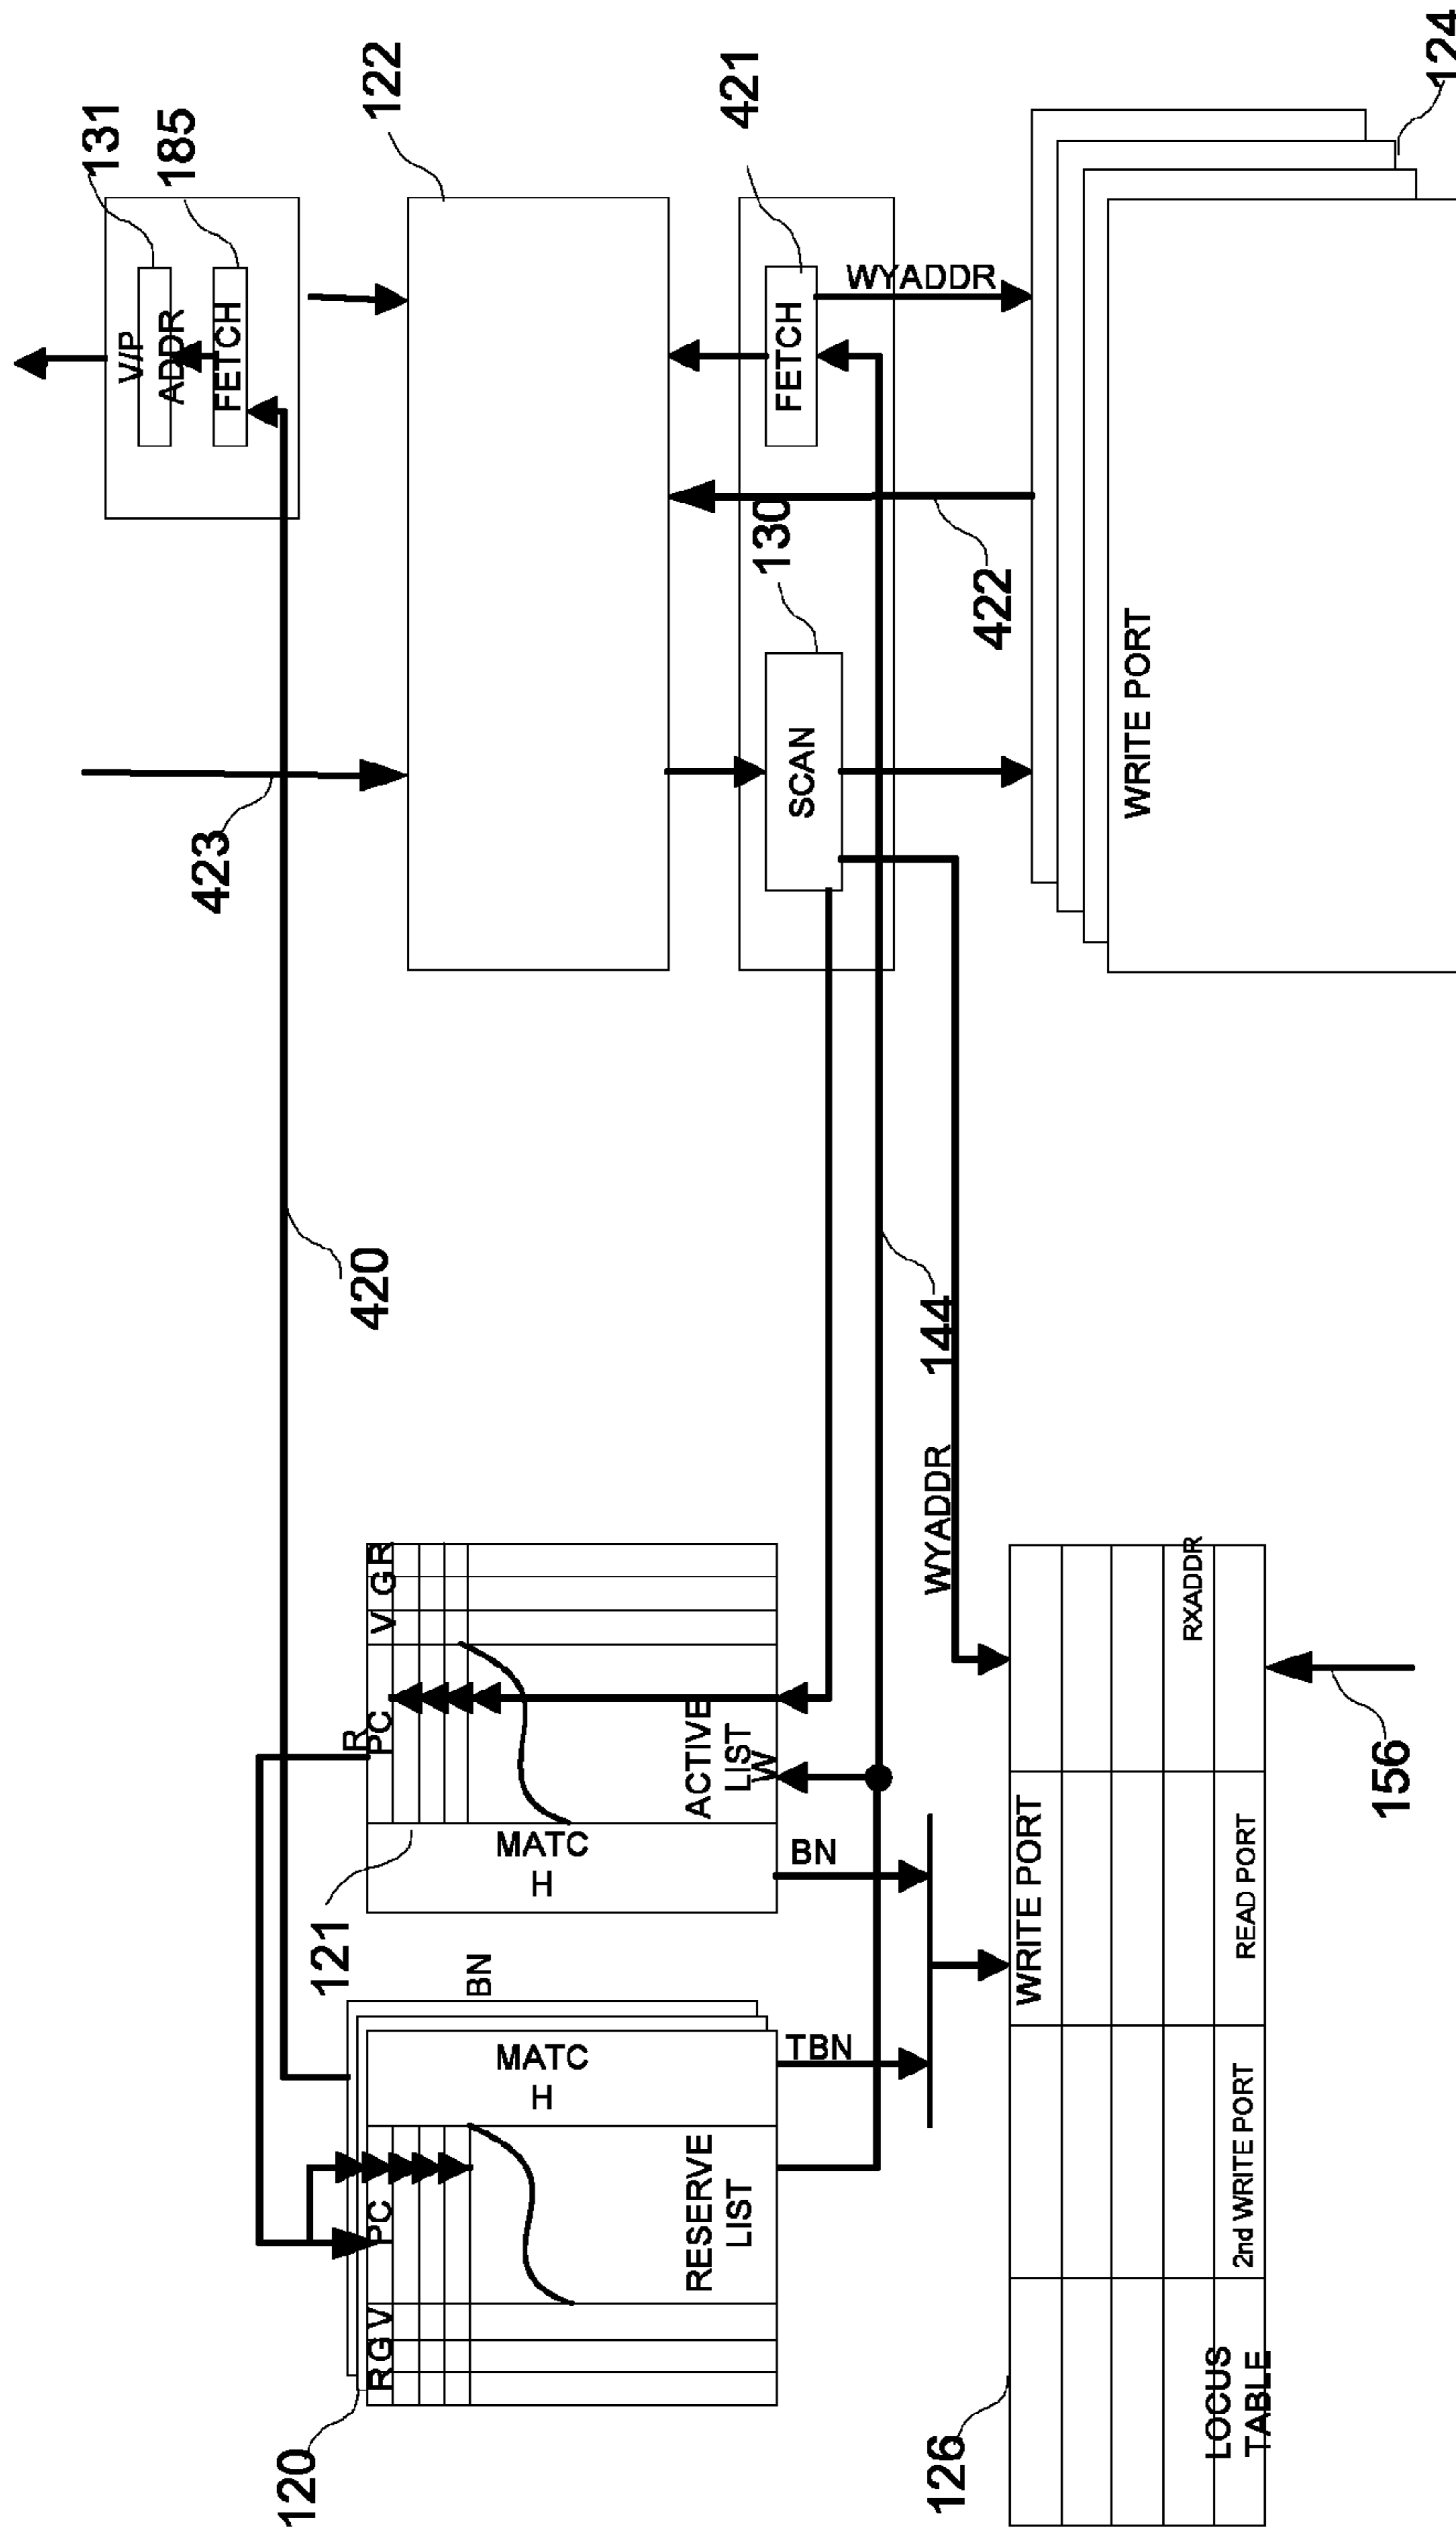 124
131
185
122
421
V/P
ADDR
FETCH
FETCH
WYADDR
130
422
423
SCAN
WRITE PORT
420
144
WYADDR
V G R
PC
R
ACTIVE
LIST
W
RXADDR
156
121
MATC
H
BN
WRITE PORT
READ PORT
BN
MATC
H
TBN
RESERVE
LIST
R G V
PC
2nd WRITE PORT
120
126
LOCUS
TABLE